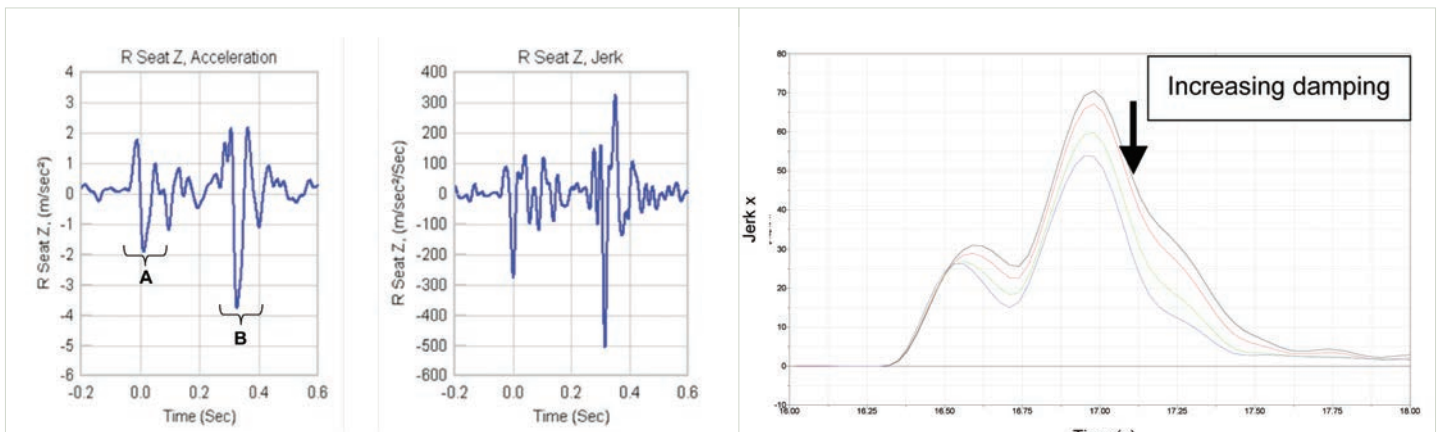 R Seat Z, Acceleration
R Seat Z, (m/sec²)
4
3
2
1
0
-1
-2
-3
-4
-5
-6
A
B
-0.2 0.0 0.2 0.4 0.6
Time (Sec)
R Seat Z, Jerk
R Seat Z, (m/sec²/Sec)
400
300
200
100
0
-100
-200
-300
-400
-500
-600
-0.2 0.0 0.2 0.4 0.6
Time (Sec)
Increasing damping
Jerk x
80
70
60
50
40
30
20
10
0
-10
16.00 16.25 16.50 16.75 17.00 17.25 17.50 17.75 18.00